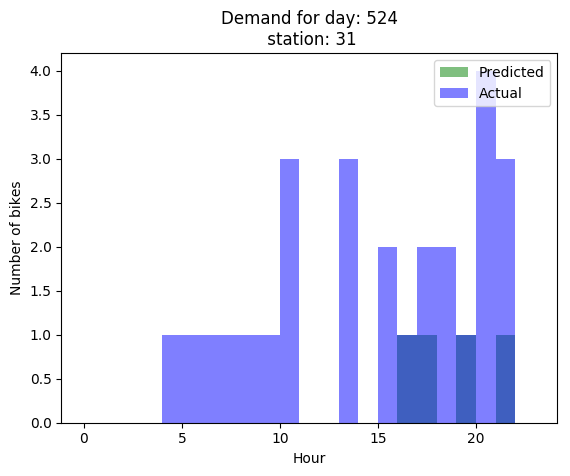 Demand for day: 524
station: 31
Predicted
Actual
Number of bikes
4.0
3.5
3.0
2.5
2.0
1.5
1.0
0.5
0.0
0 5 10 15 20
Hour